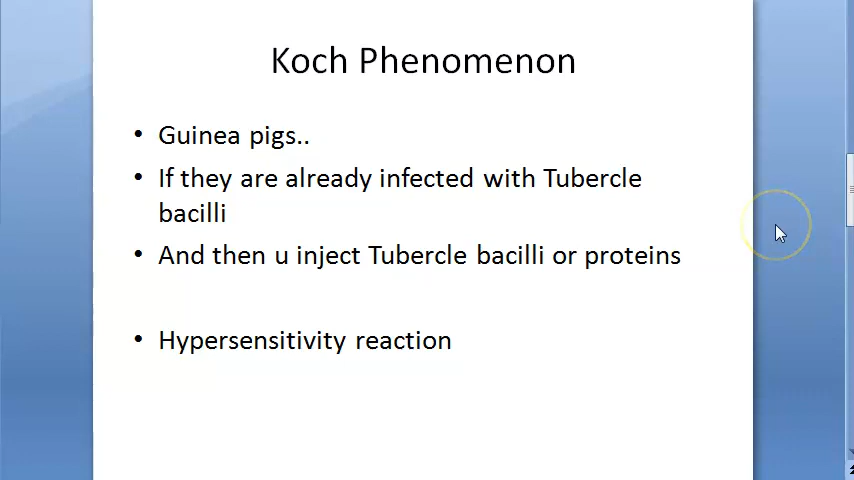 Koch Phenomenon
• Guinea pigs..
• If they are already infected with Tubercle
bacilli
• And then u inject Tubercle bacilli or proteins
• Hypersensitivity reaction